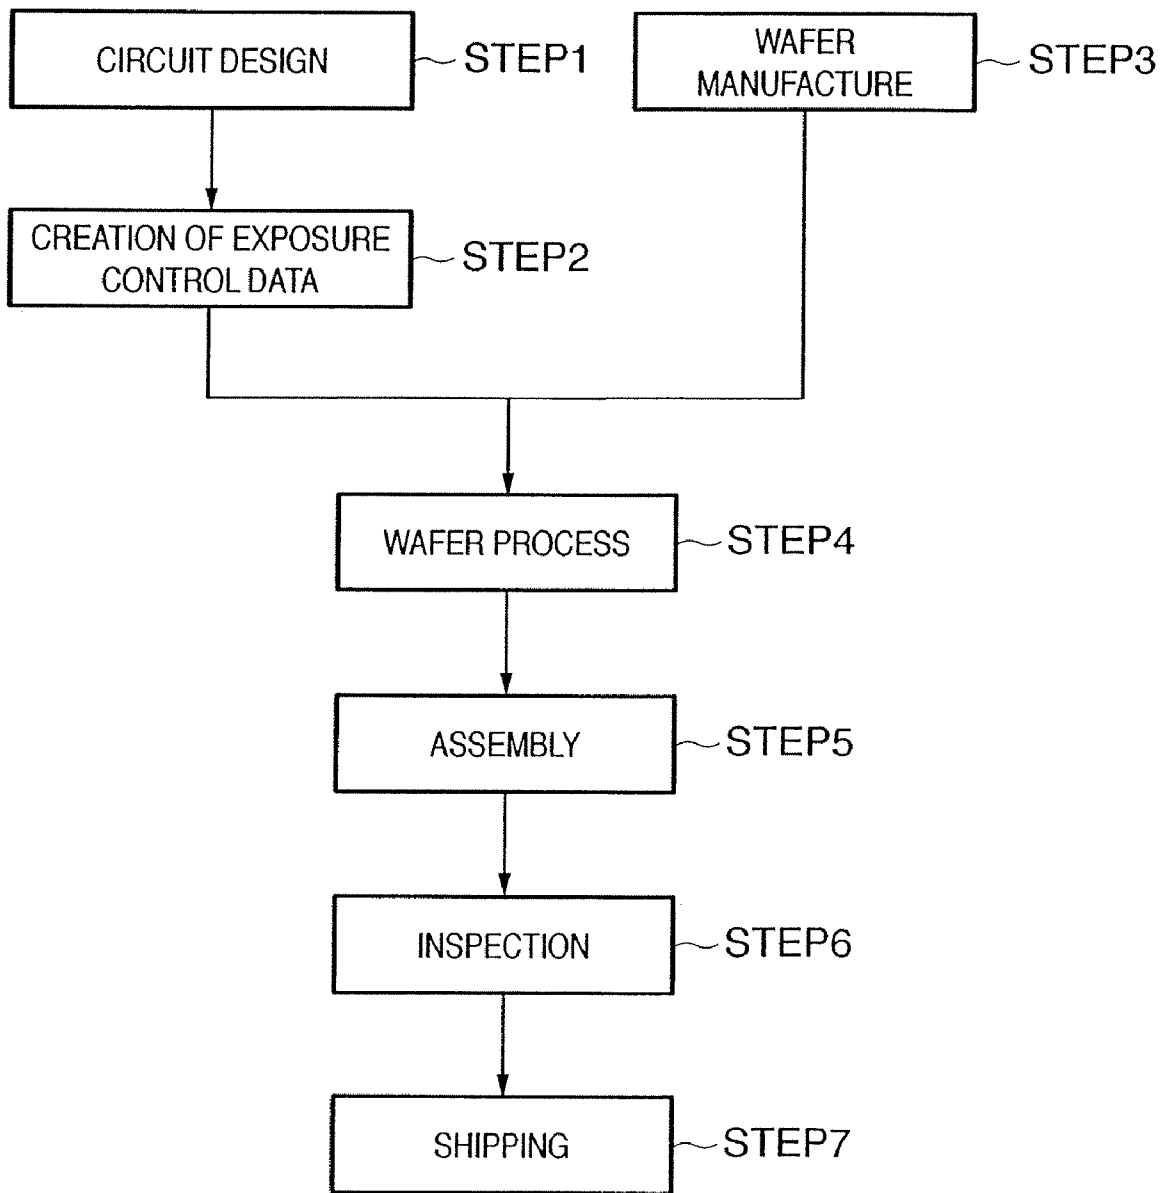 CIRCUIT DESIGN
STEP1
WAFER
MANUFACTURE
STEP3
CREATION OF EXPOSURE
CONTROL DATA
STEP2
WAFER PROCESS
STEP4
ASSEMBLY
STEP5
INSPECTION
STEP6
SHIPPING
STEP7